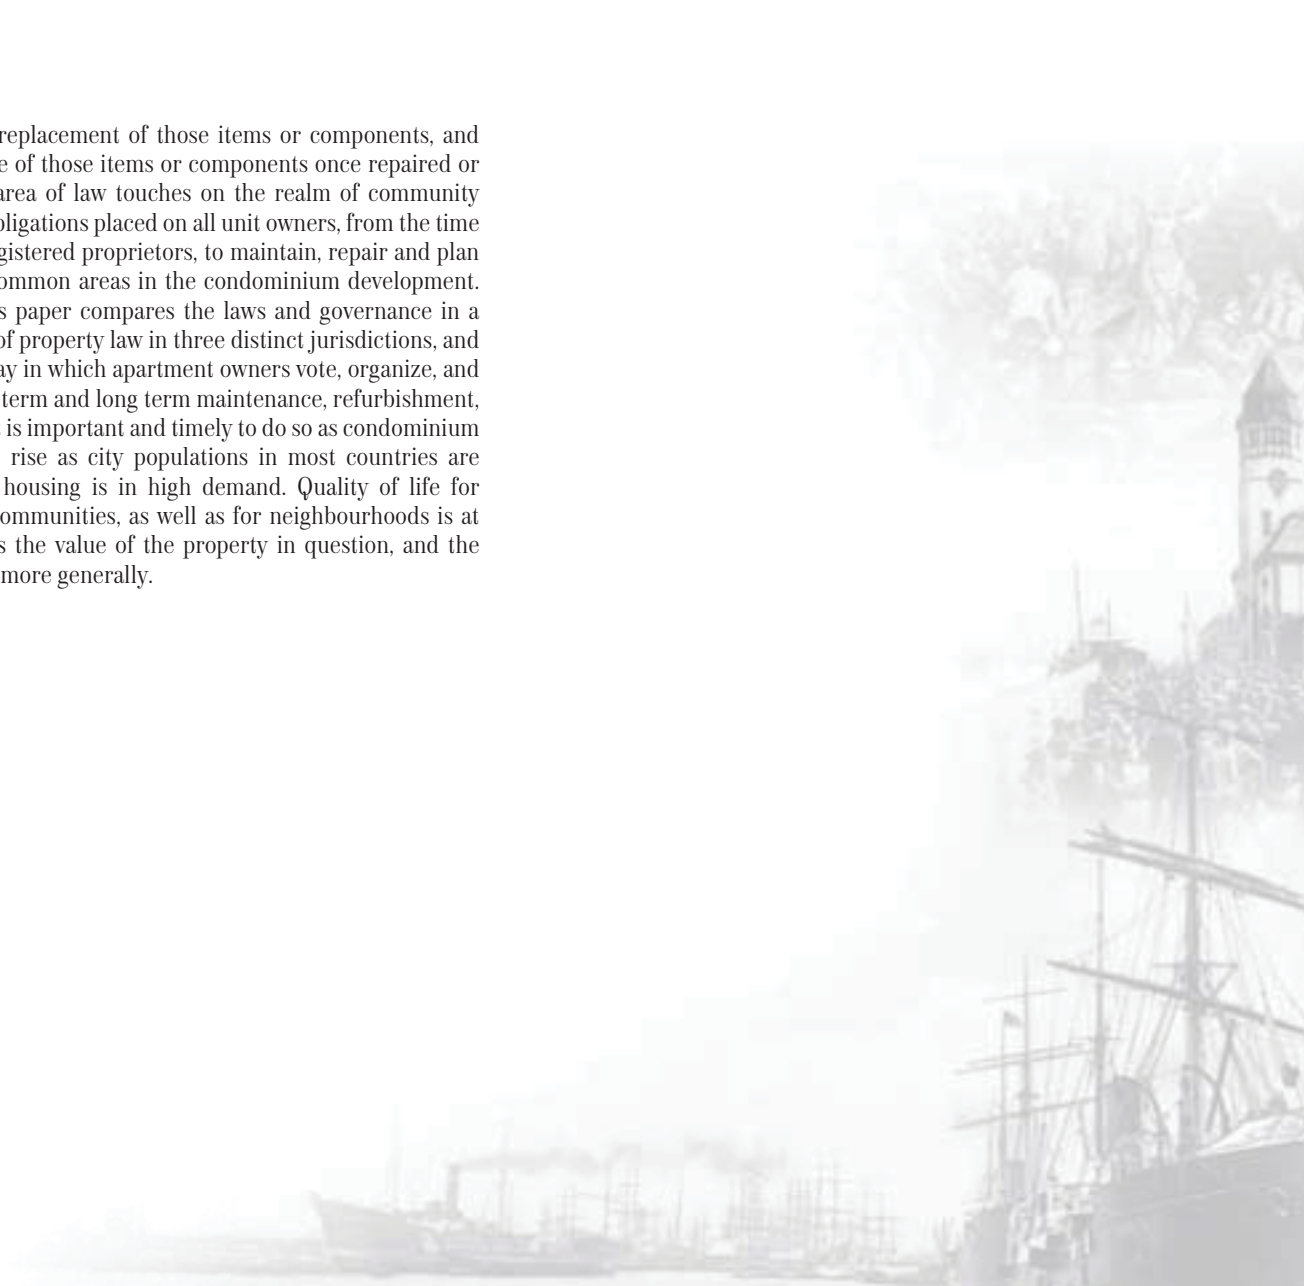 replacement of those items or components, and
e of those items or components once repaired or
area of law touches on the realm of community
bligations placed on all unit owners, from the time
gistered proprietors, to maintain, repair and plan
ommon areas in the condominium development.
s paper compares the laws and governance in a
of property law in three distinct jurisdictions, and
ay in which apartment owners vote, organize, and
term and long term maintenance, refurbishment,
is important and timely to do so as condominium
rise as city populations in most countries are
housing is in high demand. Quality of life for
ommunities, as well as for neighbourhoods is at
s the value of the property in question, and the
more generally.